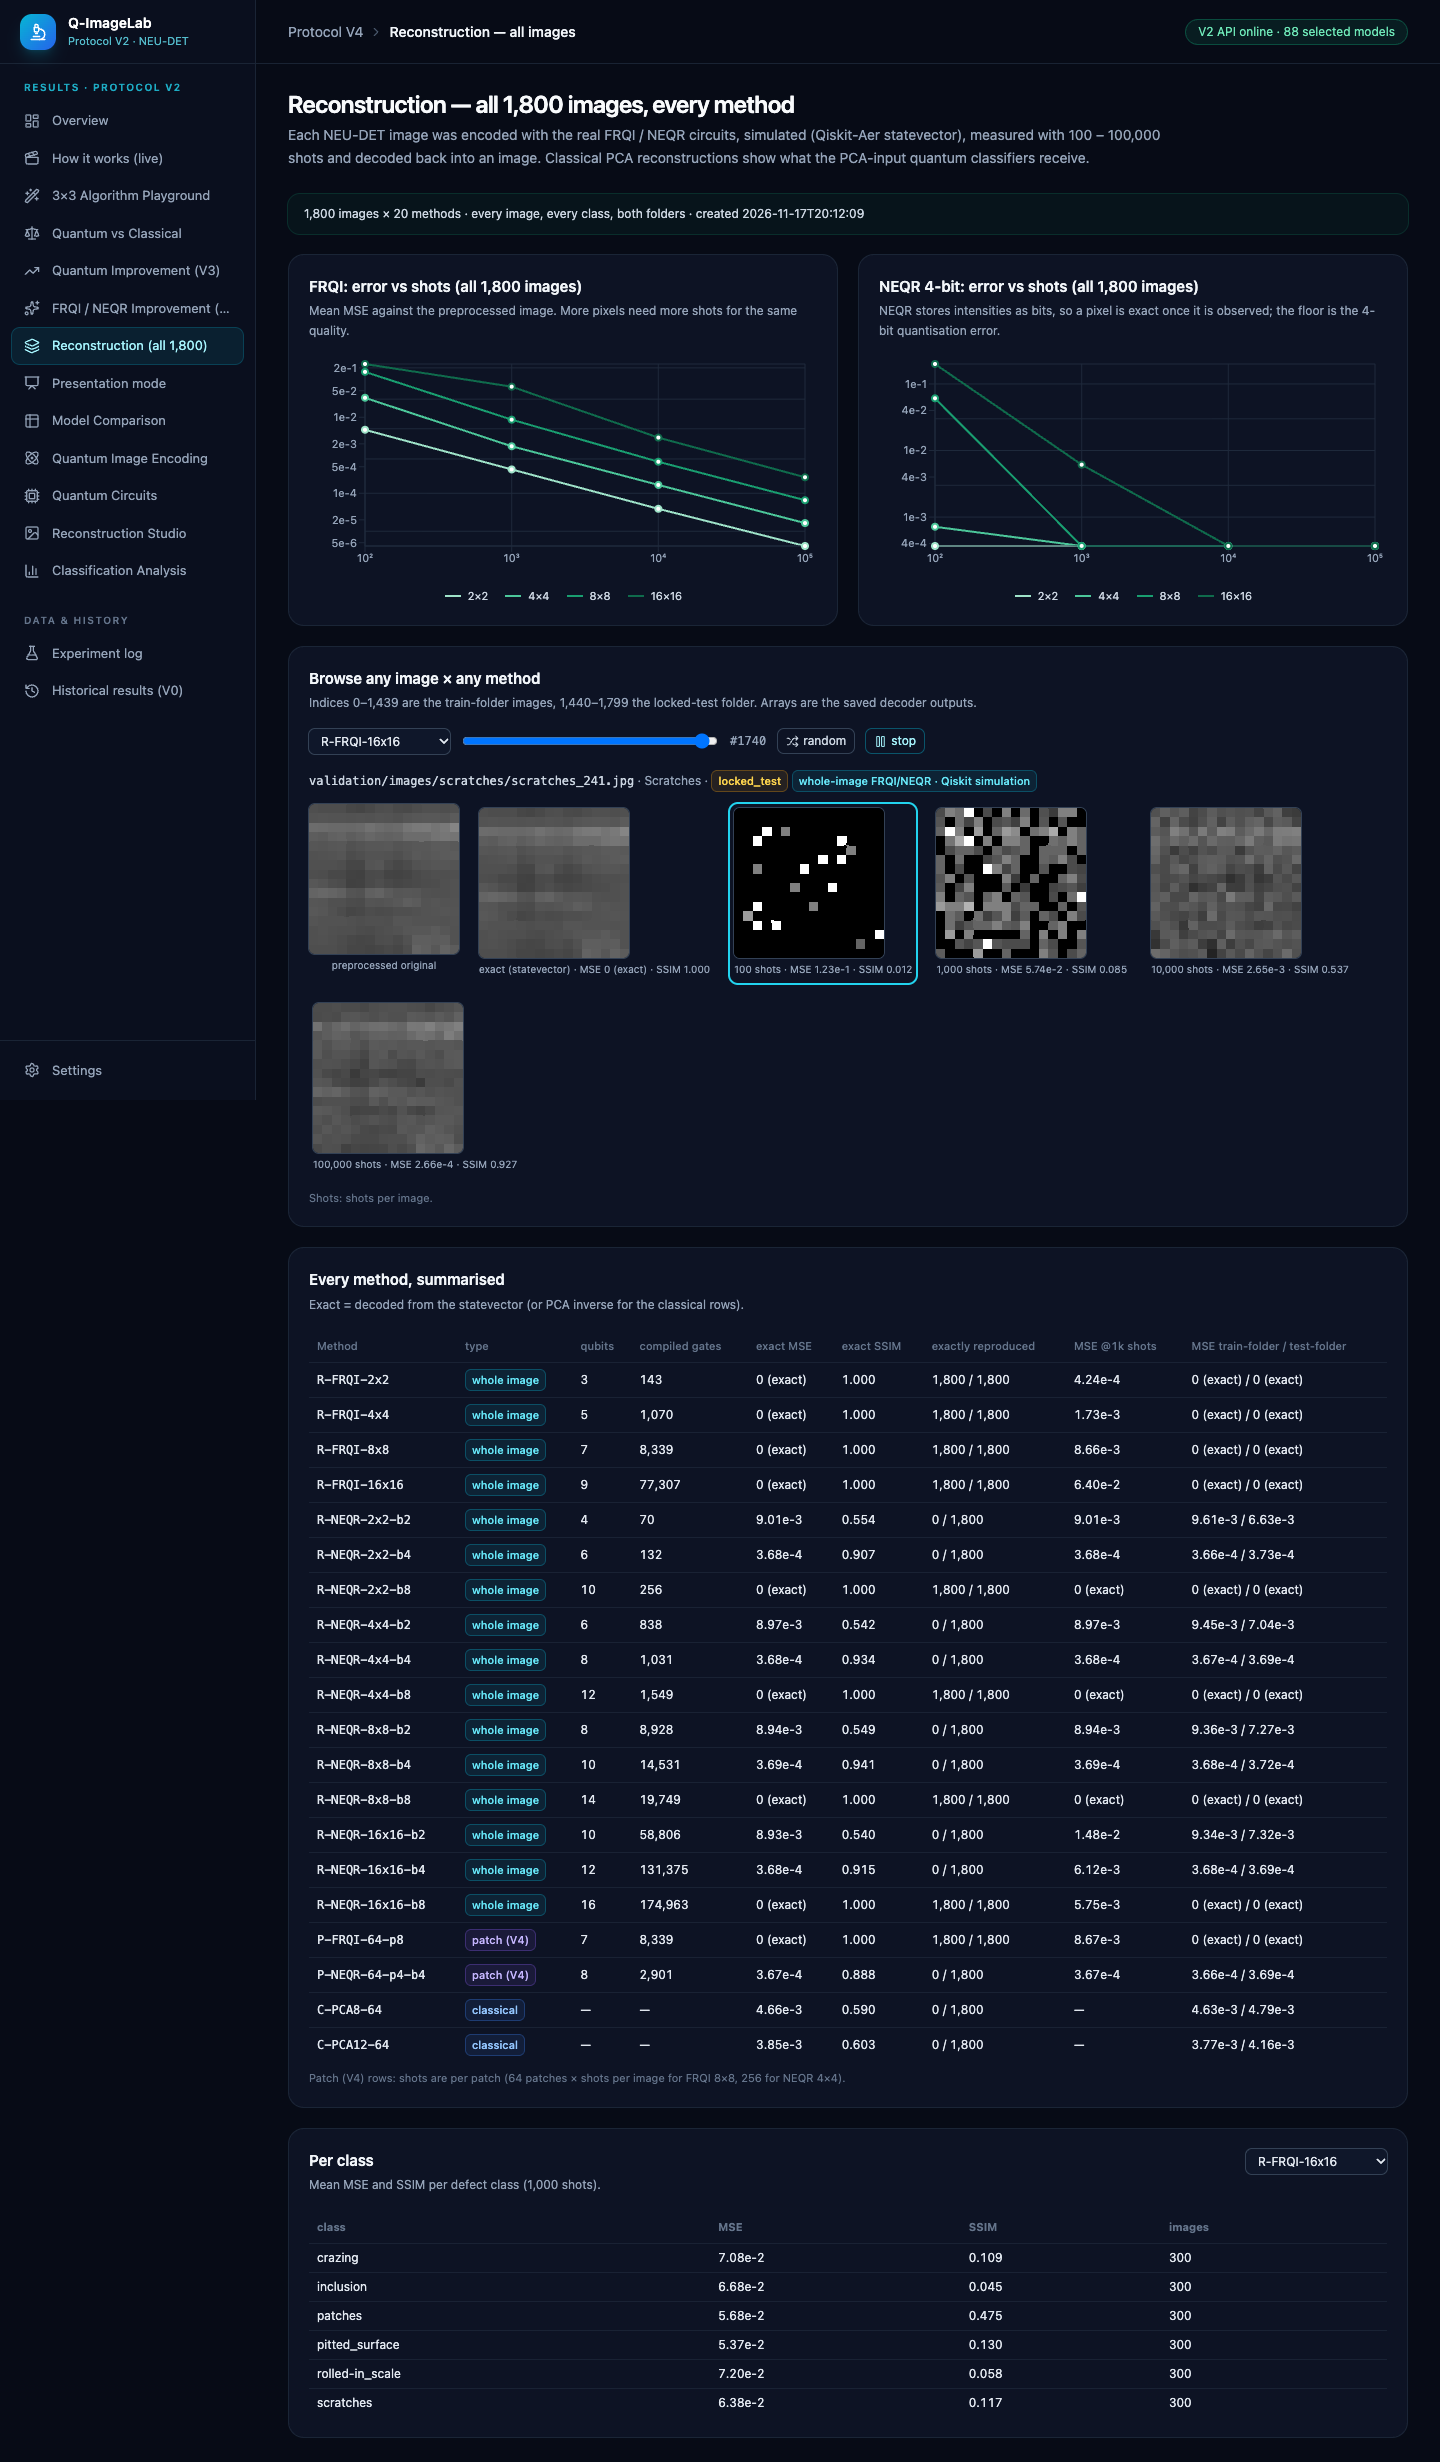 Q-ImageLab
Protocol V2 · NEU-DET
RESULTS · PROTOCOL V2
Overview
How it works (live)
3×3 Algorithm Playground
Quantum vs Classical
Quantum Improvement (V3)
FRQI / NEQR Improvement (...
Reconstruction (all 1,800)
Presentation mode
Model Comparison
Quantum Image Encoding
Quantum Circuits
Reconstruction Studio
Classification Analysis
DATA & HISTORY
Experiment log
Historical results (V0)
Settings
Protocol V4 > Reconstruction — all images
V2 API online · 88 selected models
Reconstruction — all 1,800 images, every method
Each NEU-DET image was encoded with the real FRQI / NEQR circuits, simulated (Qiskit-Aer statevector), measured with 100 – 100,000
shots and decoded back into an image. Classical PCA reconstructions show what the PCA-input quantum classifiers receive.
1,800 images × 20 methods · every image, every class, both folders · created 2026-11-17T20:12:09
FRQI: error vs shots (all 1,800 images)
Mean MSE against the preprocessed image. More pixels need more shots for the same
quality.
2e-1
5e-2
1e-2
2e-3
5e-4
1e-4
2e-5
5e-6
10² 10³ 10⁴ 10⁵
2×2 4×4 8×8 16×16
NEQR 4-bit: error vs shots (all 1,800 images)
NEQR stores intensities as bits, so a pixel is exact once it is observed; the floor is the 4-
bit quantisation error.
1e-1
4e-2
1e-2
4e-3
1e-3
4e-4
10² 10³ 10⁴ 10⁵
2×2 4×4 8×8 16×16
Browse any image × any method
Indices 0–1,439 are the train-folder images, 1,440–1,799 the locked-test folder. Arrays are the saved decoder outputs.
R-FRQI-16x16 #1740 random stop
validation/images/scratches/scratches_241.jpg · Scratches · locked_test whole-image FRQI/NEQR · Qiskit simulation
preprocessed original
exact (statevector) · MSE 0 (exact) · SSIM 1.000
100 shots · MSE 1.23e-1 · SSIM 0.012
1,000 shots · MSE 5.74e-2 · SSIM 0.085
10,000 shots · MSE 2.65e-3 · SSIM 0.537
100,000 shots · MSE 2.66e-4 · SSIM 0.927
Shots: shots per image.
Every method, summarised
Exact = decoded from the statevector (or PCA inverse for the classical rows).
Method type qubits compiled gates exact MSE exact SSIM exactly reproduced MSE @1k shots MSE train-folder / test-folder
R-FRQI-2x2 whole image 3 143 0 (exact) 1.000 1,800 / 1,800 4.24e-4 0 (exact) / 0 (exact)
R-FRQI-4x4 whole image 5 1,070 0 (exact) 1.000 1,800 / 1,800 1.73e-3 0 (exact) / 0 (exact)
R-FRQI-8x8 whole image 7 8,339 0 (exact) 1.000 1,800 / 1,800 8.66e-3 0 (exact) / 0 (exact)
R-FRQI-16x16 whole image 9 77,307 0 (exact) 1.000 1,800 / 1,800 6.40e-2 0 (exact) / 0 (exact)
R-NEQR-2x2-b2 whole image 4 70 9.01e-3 0.554 0 / 1,800 9.01e-3 9.61e-3 / 6.63e-3
R-NEQR-2x2-b4 whole image 6 132 3.68e-4 0.907 0 / 1,800 3.68e-4 3.66e-4 / 3.73e-4
R-NEQR-2x2-b8 whole image 10 256 0 (exact) 1.000 1,800 / 1,800 0 (exact) 0 (exact) / 0 (exact)
R-NEQR-4x4-b2 whole image 6 838 8.97e-3 0.542 0 / 1,800 8.97e-3 9.45e-3 / 7.04e-3
R-NEQR-4x4-b4 whole image 8 1,031 3.68e-4 0.934 0 / 1,800 3.68e-4 3.67e-4 / 3.69e-4
R-NEQR-4x4-b8 whole image 12 1,549 0 (exact) 1.000 1,800 / 1,800 0 (exact) 0 (exact) / 0 (exact)
R-NEQR-8x8-b2 whole image 8 8,928 8.94e-3 0.549 0 / 1,800 8.94e-3 9.36e-3 / 7.27e-3
R-NEQR-8x8-b4 whole image 10 14,531 3.69e-4 0.941 0 / 1,800 3.69e-4 3.68e-4 / 3.72e-4
R-NEQR-8x8-b8 whole image 14 19,749 0 (exact) 1.000 1,800 / 1,800 0 (exact) 0 (exact) / 0 (exact)
R-NEQR-16x16-b2 whole image 10 58,806 8.93e-3 0.540 0 / 1,800 1.48e-2 9.34e-3 / 7.32e-3
R-NEQR-16x16-b4 whole image 12 131,375 3.68e-4 0.915 0 / 1,800 6.12e-3 3.68e-4 / 3.69e-4
R-NEQR-16x16-b8 whole image 16 174,963 0 (exact) 1.000 1,800 / 1,800 5.75e-3 0 (exact) / 0 (exact)
P-FRQI-64-p8 patch (V4) 7 8,339 0 (exact) 1.000 1,800 / 1,800 8.67e-3 0 (exact) / 0 (exact)
P-NEQR-64-p4-b4 patch (V4) 8 2,901 3.67e-4 0.888 0 / 1,800 3.67e-4 3.66e-4 / 3.69e-4
C-PCA8-64 classical — — 4.66e-3 0.590 0 / 1,800 — 4.63e-3 / 4.79e-3
C-PCA12-64 classical — — 3.85e-3 0.603 0 / 1,800 — 3.77e-3 / 4.16e-3
Patch (V4) rows: shots are per patch (64 patches × shots per image for FRQI 8×8, 256 for NEQR 4×4).
Per class
R-FRQI-16x16
Mean MSE and SSIM per defect class (1,000 shots).
class MSE SSIM images
crazing 7.08e-2 0.109 300
inclusion 6.68e-2 0.045 300
patches 5.68e-2 0.475 300
pitted_surface 5.37e-2 0.130 300
rolled-in_scale 7.20e-2 0.058 300
scratches 6.38e-2 0.117 300